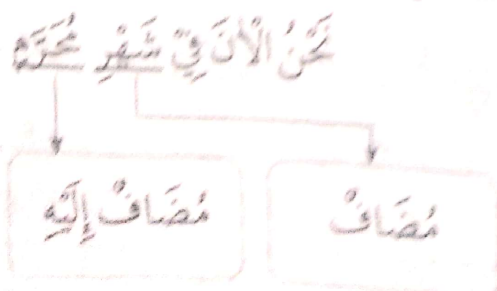 نَحْنُ الْآنَ فِيْ شَهْرِ مُحَرَّمٍ
مُضَافْ
مُضَافْ إِلَيْهِ